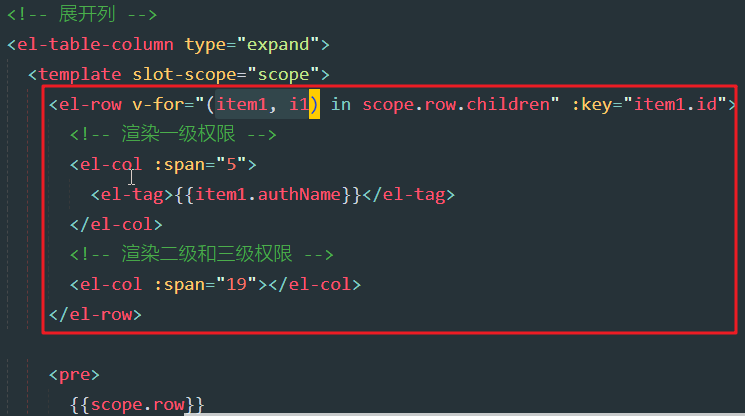 <!-- 展开列 -->
<el-table-column type="expand">
<template slot-scope="scope">
<el-row v-for="(item1, i1) in scope.row.children" :key="item1.id">
<!-- 渲染一级权限 -->
<el-col :span="5">
<el-tag>{{item1.authName}}</el-tag>
</el-col>
<!-- 渲染二级和三级权限 -->
<el-col :span="19"></el-col>
</el-row>
<pre>
{{scope.row}}